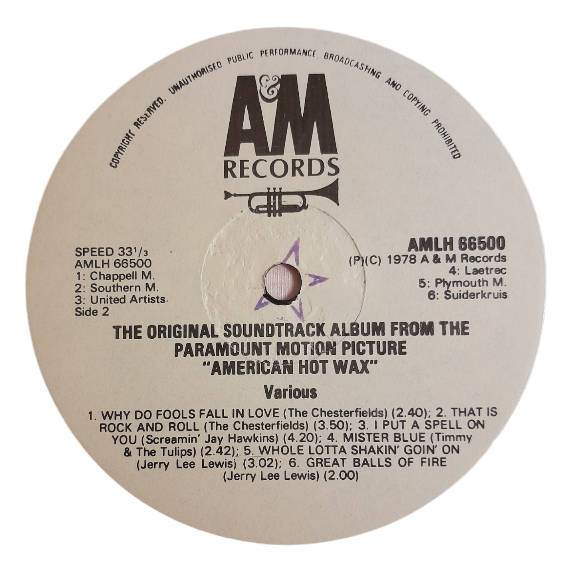 COPYRIGHT RESERVED. UNAUTHORISED PUBLIC PERFORMANCE, BROADCASTING AND COPYING PROHIBITED
A&M
RECORDS
SPEED 33 1/3
AMLH 66500
1: Chappell M.
2: Southern M.
3: United Artists
Side 2
AMLH 66500
(P)(C) 1978 A & M Records
4: Laetrec
5: Plymouth M.
6: Suiderkruis
THE ORIGINAL SOUNDTRACK ALBUM FROM THE
PARAMOUNT MOTION PICTURE
"AMERICAN HOT WAX"
Various
1. WHY DO FOOLS FALL IN LOVE (The Chesterfields) (2.40); 2. THAT IS
ROCK AND ROLL (The Chesterfields) (3.50); 3. I PUT A SPELL ON
YOU (Screamin' Jay Hawkins) (4.20); 4. MISTER BLUE (Timmy
& The Tulips) (2.42); 5. WHOLE LOTTA SHAKIN' GOIN' ON
(Jerry Lee Lewis) (3.02); 6. GREAT BALLS OF FIRE
(Jerry Lee Lewis) (2.00)